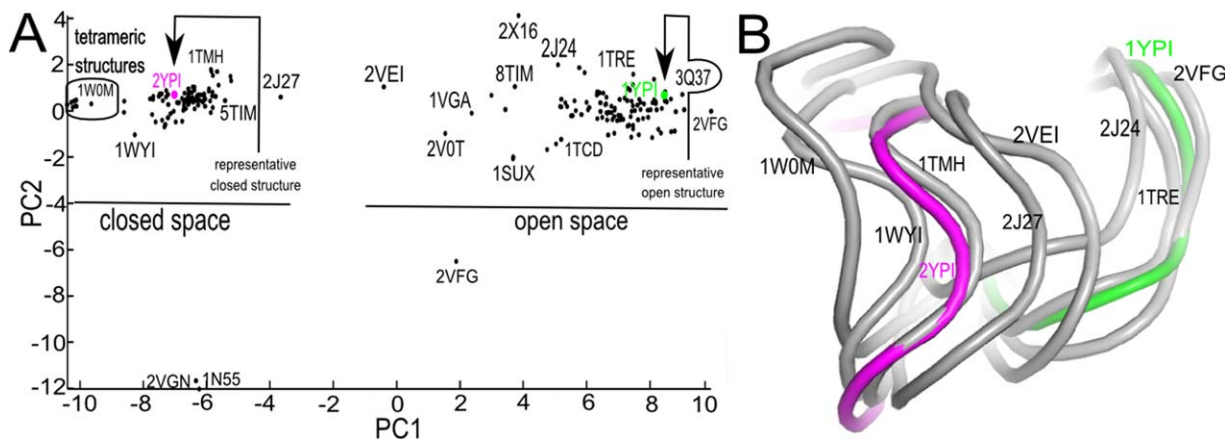 A
PC2
4
2
0
-2
-4
-6
-8
-10
-12
tetrameric
structures
1W0M
2YPI
1TMH
2J27
5TIM
1WYI
representative
closed structure
closed space
2VEI
1VGA
2V0T
2X16
2J24
8TIM
1TRE
1YPI
3Q37
2VFG
1SUX
1TCD
representative
open structure
open space
2VFG
2VGN
1N55
-10
-8
-6
-4
-2
0
2
4
6
8
10
PC1
B
1YPI
2VFG
2J24
2VEI
1TMH
1W0M
1TRE
1WYI
2J27
2YPI